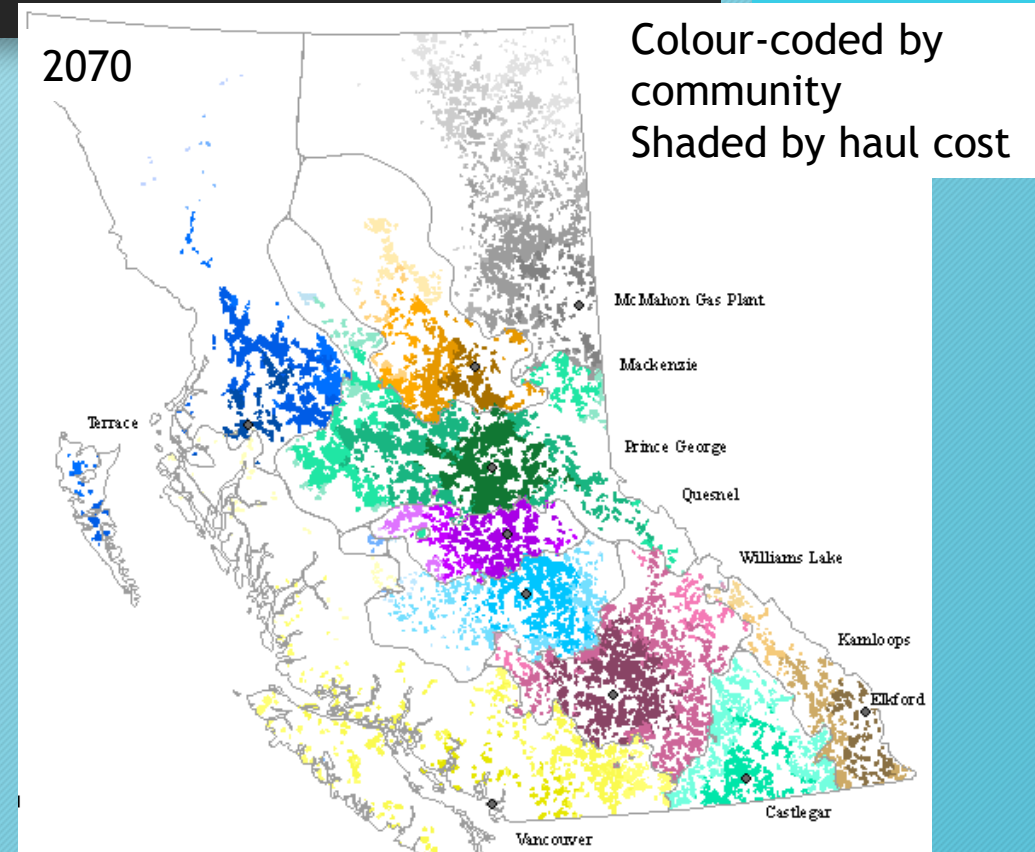 2070
Colour-coded by
community
Shaded by haul cost
McMahon Gas Plant
Mackenzie
Terrace
Prince George
Quesnel
Williams Lake
Kamloops
Elkford
Castlegar
Vancouver